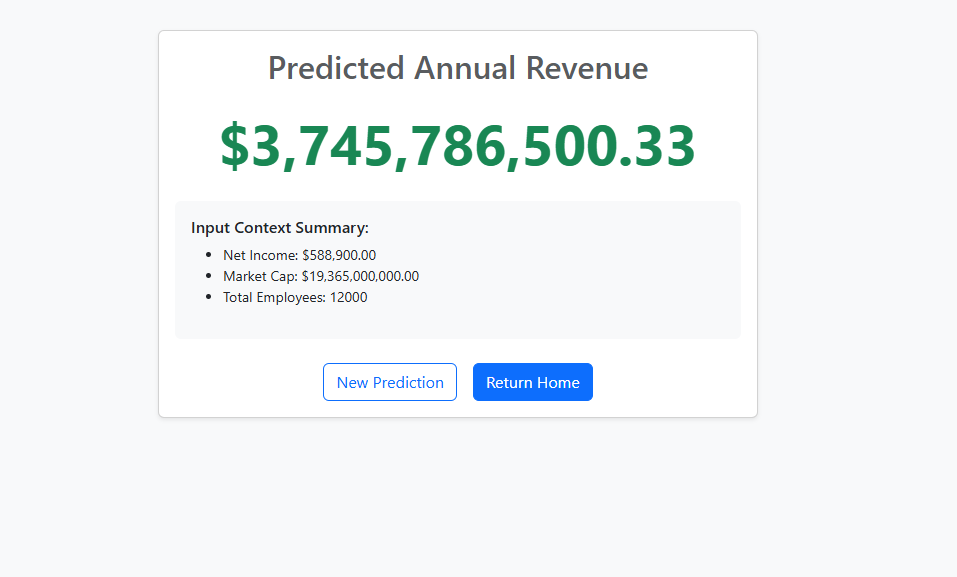 Predicted Annual Revenue
$3,745,786,500.33
Input Context Summary:
Net Income: $588,900.00
Market Cap: $19,365,000,000.00
Total Employees: 12000
New Prediction
Return Home